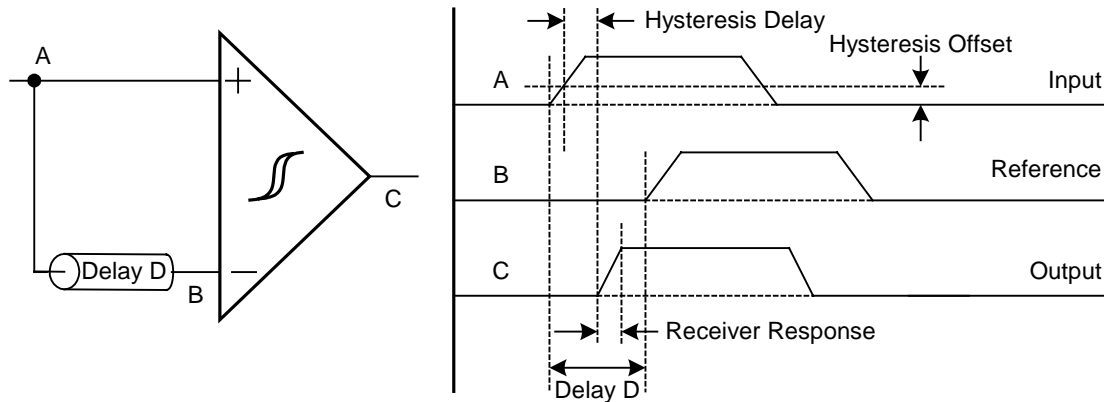 A
+
Delay D
B
−
C
Hysteresis Delay
Hysteresis Offset
A
Input
B
Reference
C
Output
Receiver Response
Delay D